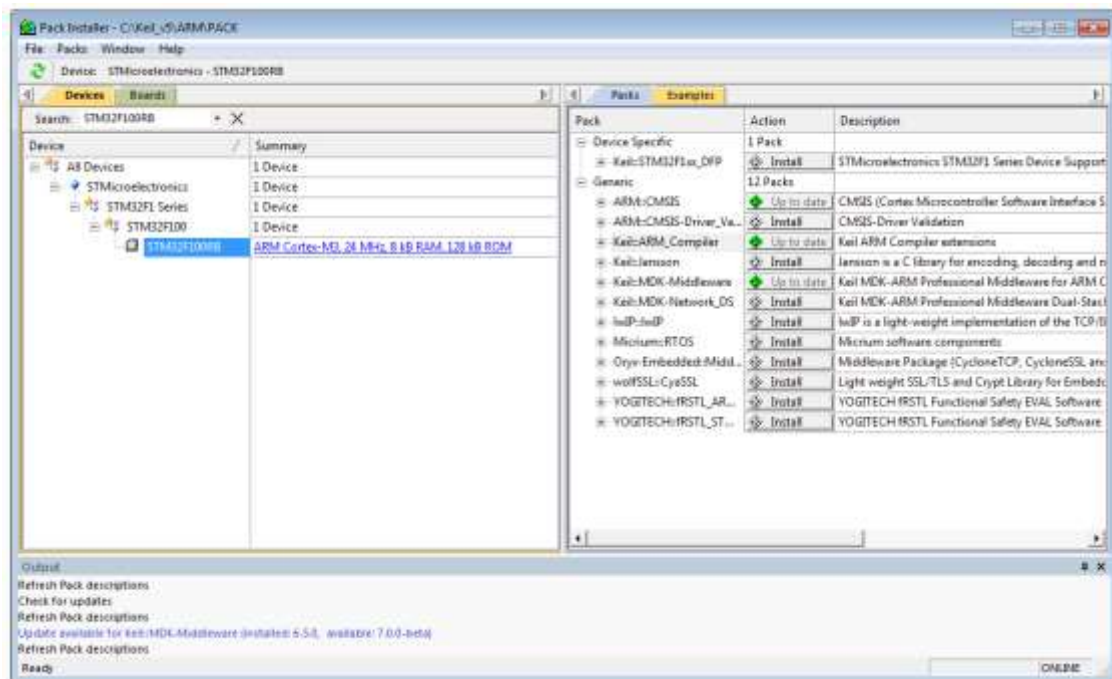 Pack Installer - C:\Keil_v5\ARM\PACK
File Packs Window Help
Device: STMicroelectronics - STM32F100RB
Devices Boards
Search: STM32F100RB
Device Summary
All Devices 1 Device
STMicroelectronics 1 Device
STM32F1 Series 1 Device
STM32F100 1 Device
STM32F100RB ARM Cortex-M3, 24 MHz, 8 kB RAM, 128 kB ROM
Packs Examples
Pack Action Description
Device Specific 1 Pack
Keil::STM32F1xx_DFP Install STMicroelectronics STM32F1 Series Device Support
Generic 12 Packs
ARM::CMSIS Up to date CMSIS (Cortex Microcontroller Software Interface S
ARM::CMSIS-Driver_Va... Install CMSIS-Driver Validation
Keil::ARM_Compiler Up to date Keil ARM Compiler extensions
Keil::Jansson Install Jansson is a C library for encoding, decoding and m
Keil::MDK-Middleware Up to date Keil MDK-ARM Professional Middleware for ARM C
Keil::MDK-Network_DS Install Keil MDK-ARM Professional Middleware Dual-Stack
lwIP::lwIP Install lwIP is a light-weight implementation of the TCP/I
Micrium::RTOS Install Micrium software components
Oryx-Embedded::Middl... Install Middleware Package (CycloneTCP, CycloneSSL and
wolfSSL::CyaSSL Install Light weight SSL/TLS and Crypt Library for Embedd
YOGITECH::fRSTL_AR... Install YOGITECH fRSTL Functional Safety EVAL Software
YOGITECH::fRSTL_ST... Install YOGITECH fRSTL Functional Safety EVAL Software
Output
Refresh Pack descriptions
Check for updates
Refresh Pack descriptions
Update available for Keil::MDK-Middleware (installed: 6.5.0, available: 7.0.0-beta)
Refresh Pack descriptions
Ready ONLINE